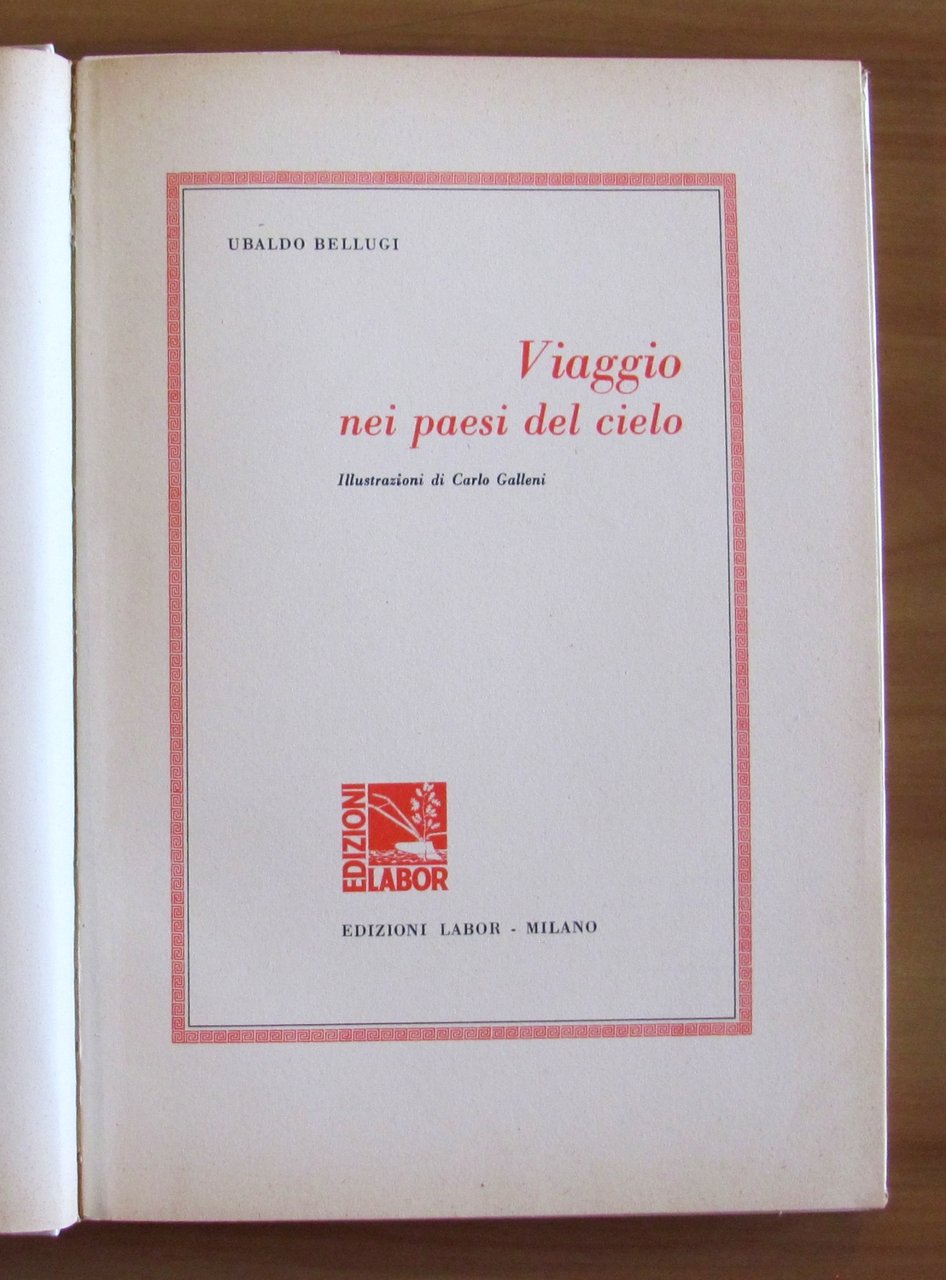 UBALDO BELLUGI
Viaggio
nei paesi del cielo
Illustrazioni di Carlo Galleni
EDIZIONI
LABOR
EDIZIONI LABOR - MILANO